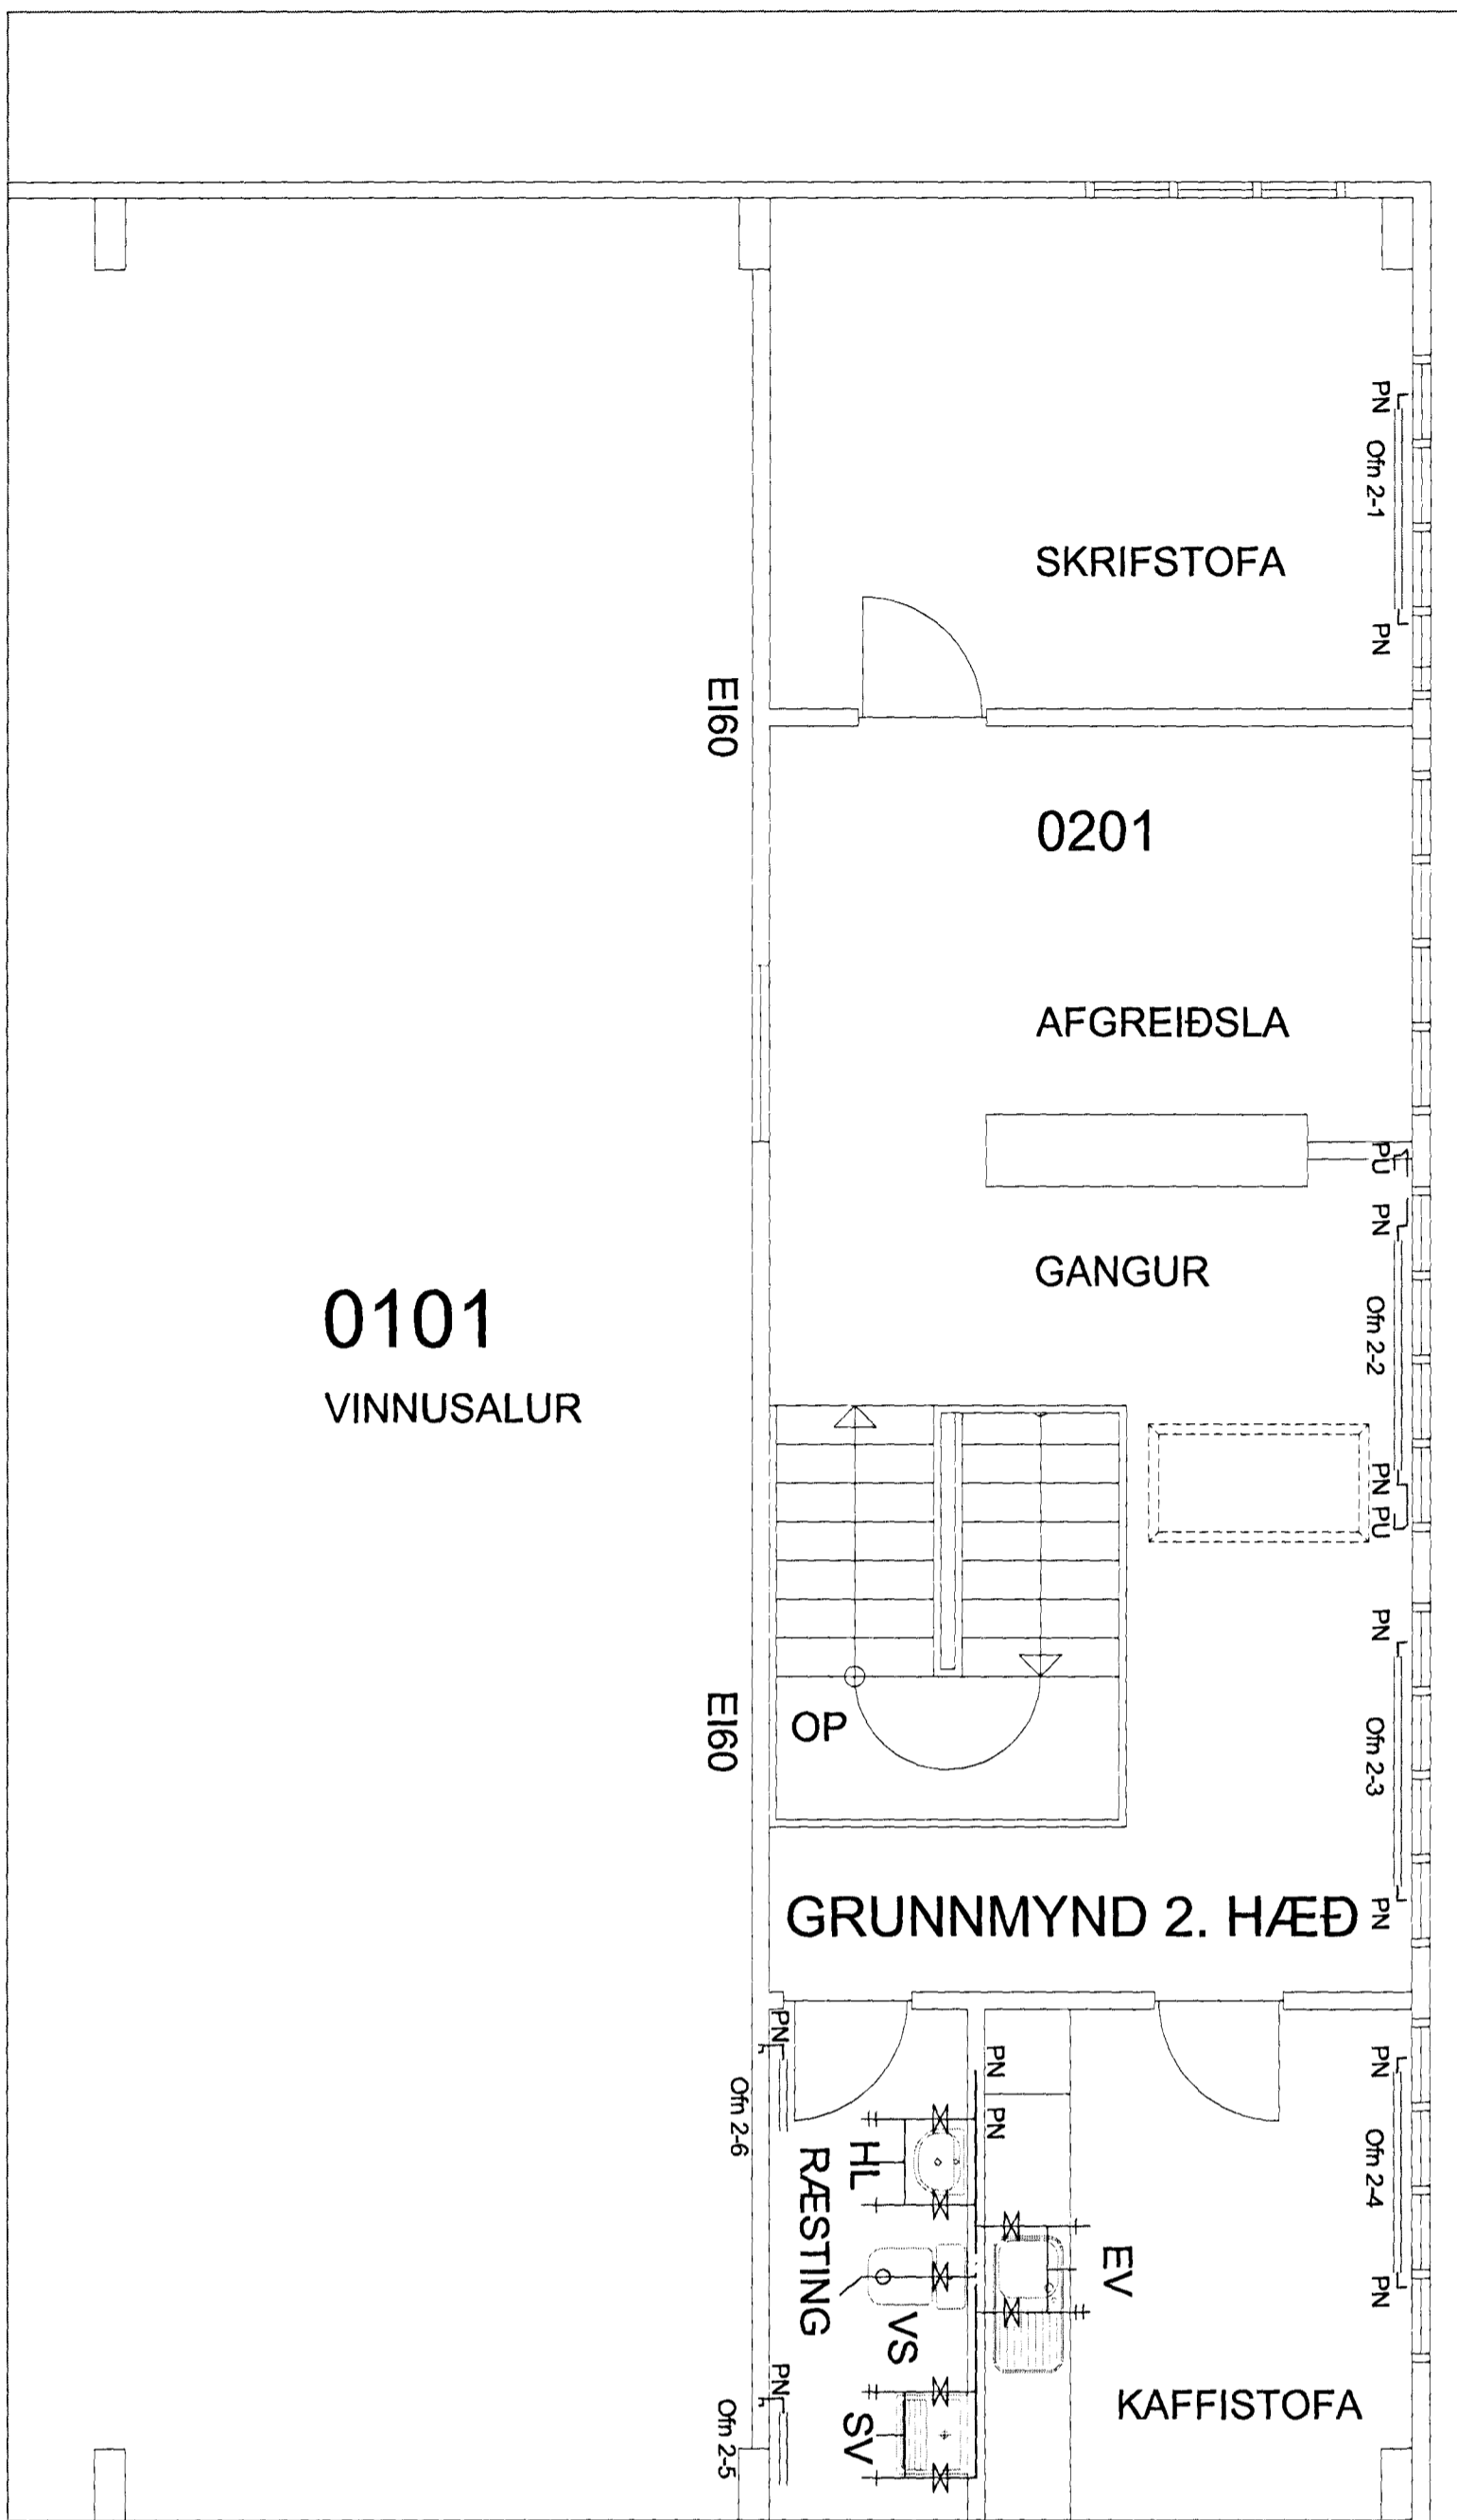 PN
Ofn 2-1
PN
SKRIFSTOFA
EI60
0201
AFGREIÐSLA
PU
PN
GANGUR
Ofn 2-2
0101
VINNUSALUR
PN
PU
PN
OP
EI60
Ofn 2-3
PN
GRUNNMYND 2. HÆÐ
PN
Ofn 2-6
PN
PN
PN
Ofn 2-4
PN
HL
RÆSTING
EV
VS
PN
Ofn 2-5
SV
KAFFISTOFA